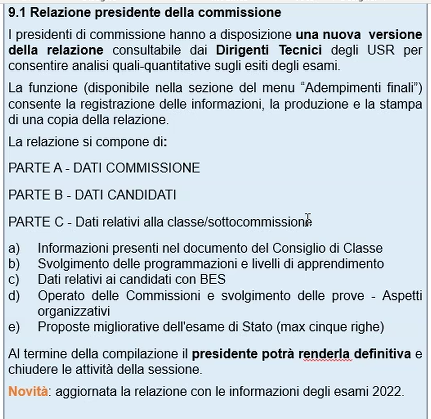 9.1 Relazione presidente della commissione
I presidenti di commissione hanno a disposizione una nuova versione
della relazione consultabile dai Dirigenti Tecnici degli USR per
consentire analisi quali-quantitative sugli esiti degli esami.
La funzione (disponibile nella sezione del menu “Adempimenti finali”)
consente la registrazione delle informazioni, la produzione e la stampa
di una copia della relazione.
La relazione si compone di:
PARTE A - DATI COMMISSIONE
PARTE B - DATI CANDIDATI
PARTE C - Dati relativi alla classe/sottocommissione
a) Informazioni presenti nel documento del Consiglio di Classe
b) Svolgimento delle programmazioni e livelli di apprendimento
c) Dati relativi ai candidati con BES
d) Operato delle Commissioni e svolgimento delle prove - Aspetti
organizzativi
e) Proposte migliorative dell'esame di Stato (max cinque righe)
Al termine della compilazione il presidente potrà renderla definitiva e
chiudere le attività della sessione.
Novità: aggiornata la relazione con le informazioni degli esami 2022.